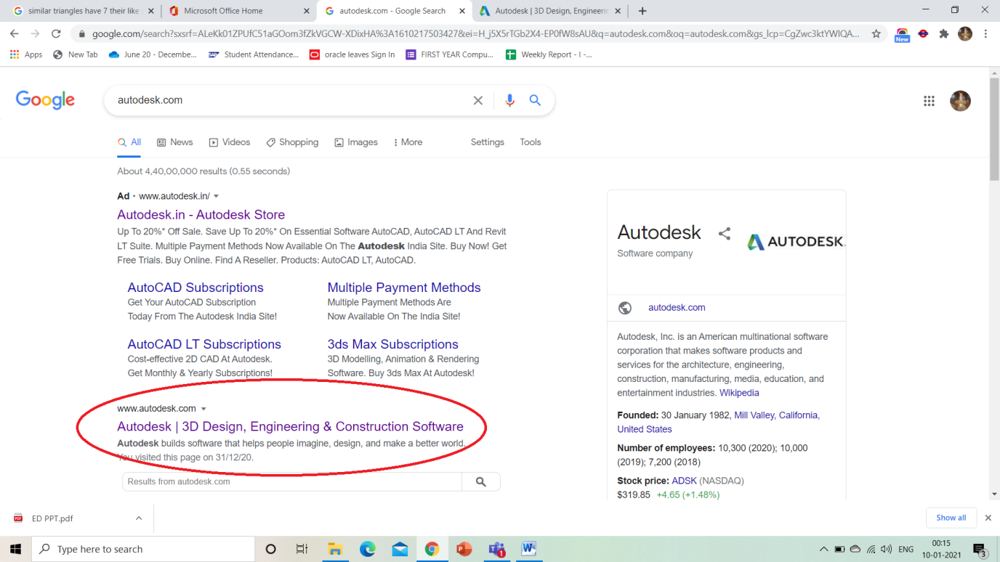 similar triangles have 7 their like
Microsoft Office Home
autodesk.com - Google Search
Autodesk | 3D Design, Engineerin
google.com/search?sxsrf=ALeKk01ZPUfC51aGOom3fZkVGCW-XDixHA%3A1610217503427&ei=H_j5X5rTGb2X4-EP0fW8sAU&q=autodesk.com&oq=autodesk.com&gs_lcp=CgZwc3ktYWIQA...
New
Apps
New Tab
June 20 - Decembe...
Student Attendance...
oracle leaves Sign In
FIRST YEAR Compu...
Weekly Report - I -...
Google
autodesk.com
All
News
Videos
Shopping
Images
More
Settings
Tools
About 4,40,00,000 results (0.55 seconds)
Ad · www.autodesk.in/
Autodesk.in - Autodesk Store
Up To 20%* Off Sale. Save Up To 20%* On Essential Software AutoCAD, AutoCAD LT And Revit
LT Suite. Multiple Payment Methods Now Available On The Autodesk India Site. Buy Now! Get
Free Trials. Buy Online. Find A Reseller. Products: AutoCAD LT, AutoCAD.
AutoCAD Subscriptions
Get Your AutoCAD Subscription
Today From The Autodesk India Site!
Multiple Payment Methods
Multiple Payment Methods Are
Now Available On The India Site!
AutoCAD LT Subscriptions
Cost-effective 2D CAD At Autodesk.
Get Monthly & Yearly Subscriptions!
3ds Max Subscriptions
3D Modelling, Animation & Rendering
Software. Buy 3ds Max At Autodesk!
www.autodesk.com
Autodesk | 3D Design, Engineering & Construction Software
Autodesk builds software that helps people imagine, design, and make a better world.
You visited this page on 31/12/20.
Results from autodesk.com
Autodesk
Software company
AUTODESK.
autodesk.com
Autodesk, Inc. is an American multinational software
corporation that makes software products and
services for the architecture, engineering,
construction, manufacturing, media, education, and
entertainment industries. Wikipedia
Founded: 30 January 1982, Mill Valley, California,
United States
Number of employees: 10,300 (2020); 10,000
(2019); 7,200 (2018)
Stock price: ADSK (NASDAQ)
$319.85 +4.65 (+1.48%)
ED PPT.pdf
Show all
Type here to search
1
ENG
00:15
10-01-2021
3